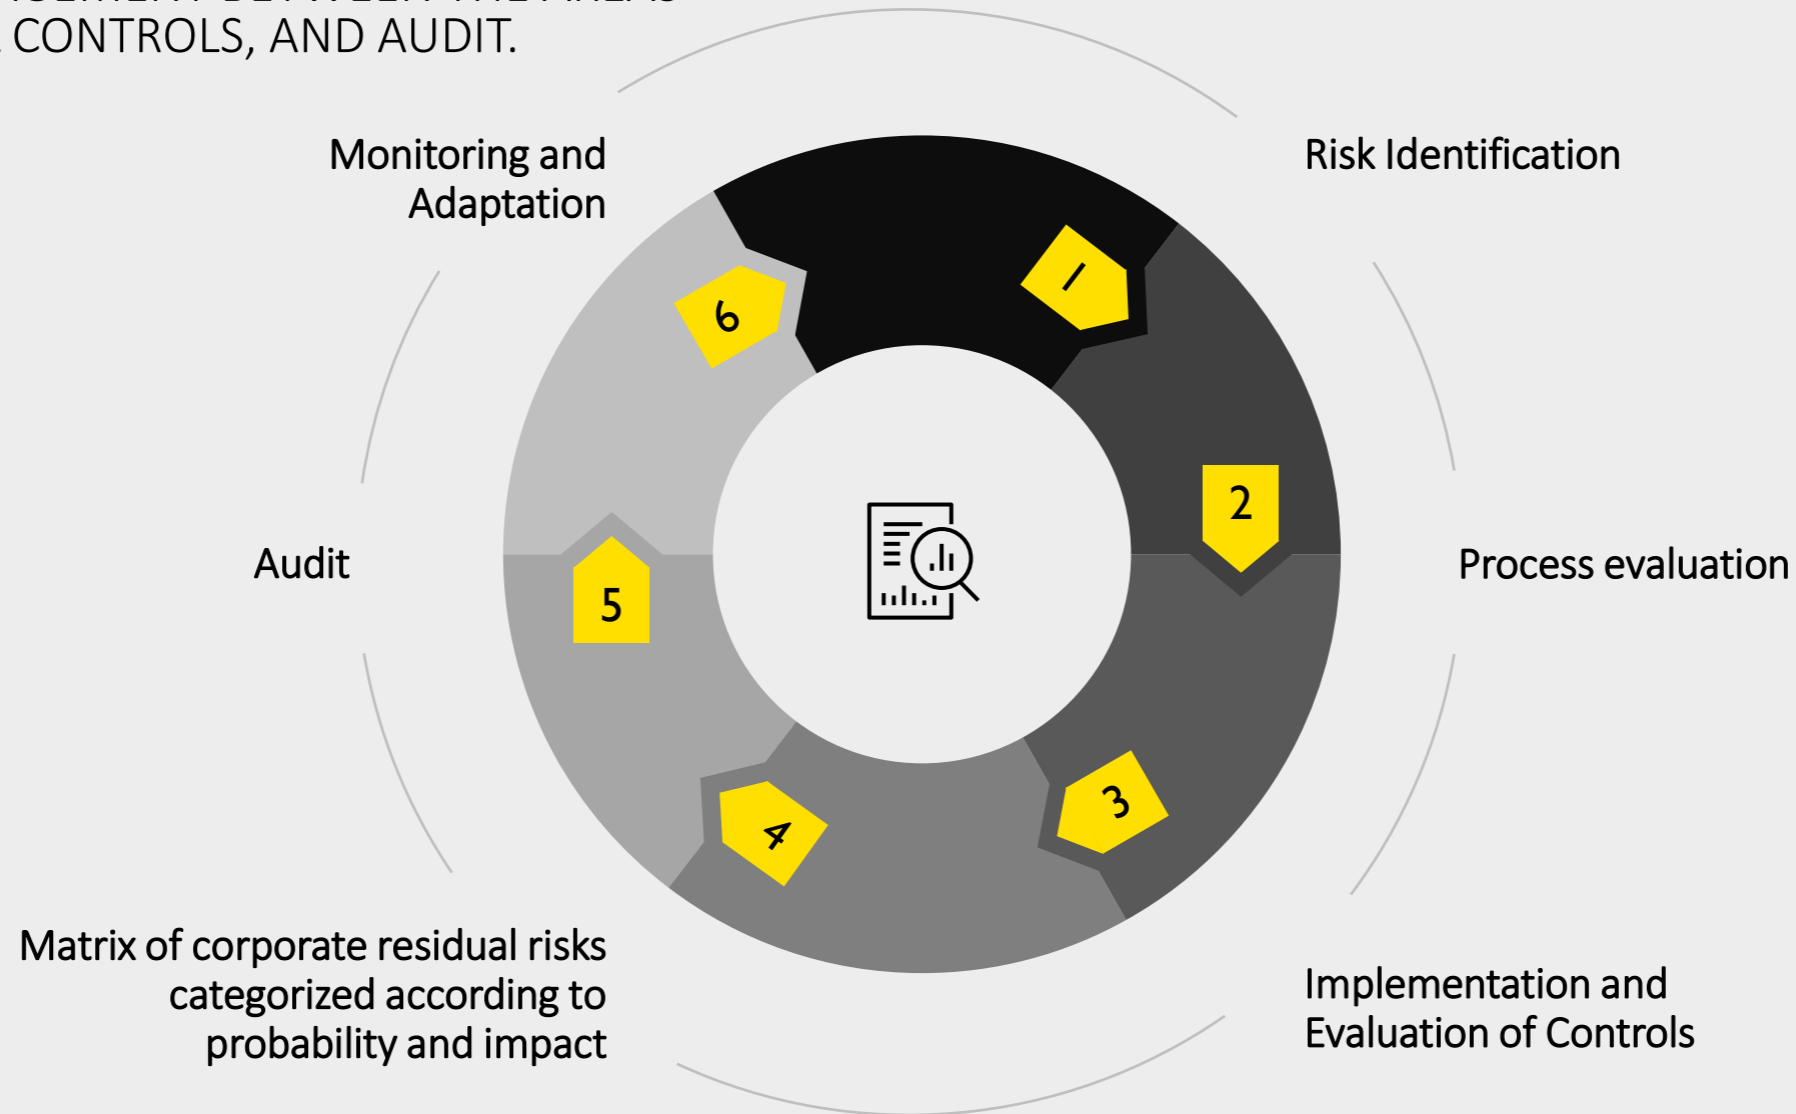 CONTROLS, AND AUDIT.
Monitoring and
Adaptation
Risk Identification
1
6
2
Audit
Process evaluation
5
3
4
Matrix of corporate residual risks
categorized according to
probability and impact
Implementation and
Evaluation of Controls